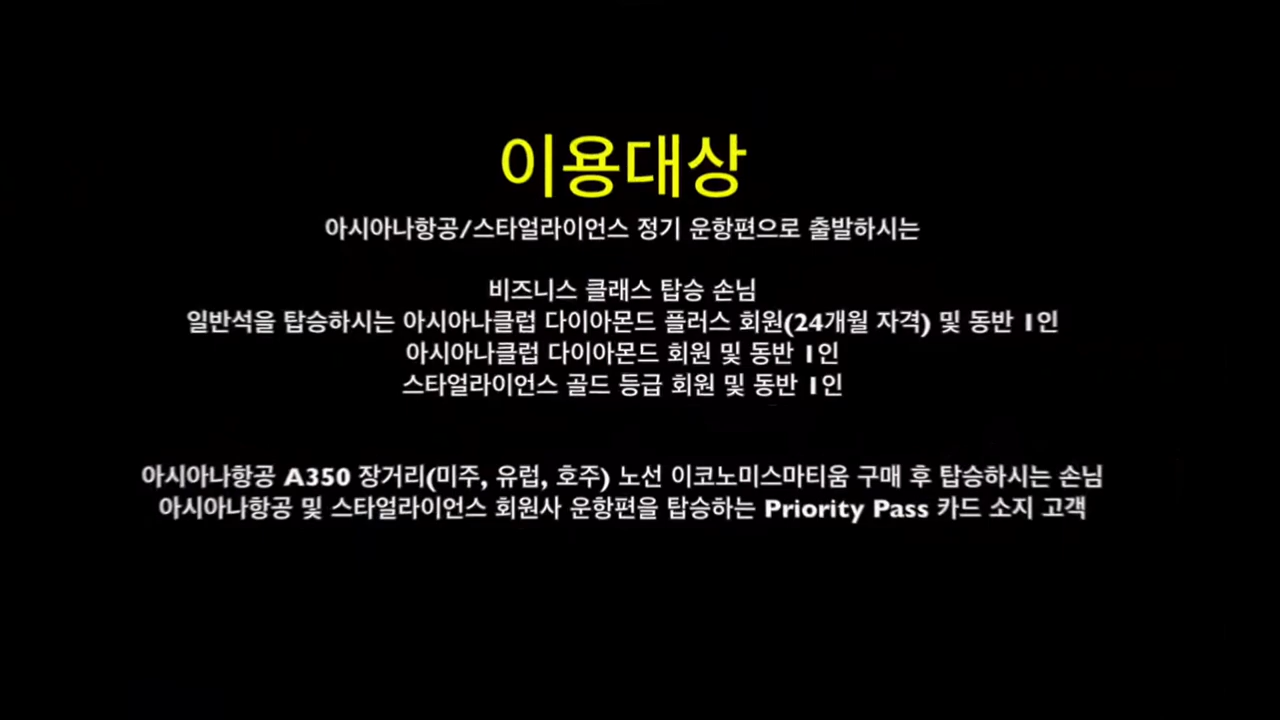 이용대상
아시아나항공/스타얼라이언스 정기 운항편으로 출발하시는
비즈니스 클래스 탑승 손님
일반석을 탑승하시는 아시아나클럽 다이아몬드 플러스 회원(24개월 자격) 및 동반 1인
아시아나클럽 다이아몬드 회원 및 동반 1인
스타얼라이언스 골드 등급 회원 및 동반 1인
아시아나항공 A350 장거리(미주, 유럽, 호주) 노선 이코노미스마티움 구매 후 탑승하시는 손님
아시아나항공 및 스타얼라이언스 회원사 운항편을 탑승하는 Priority Pass 카드 소지 고객